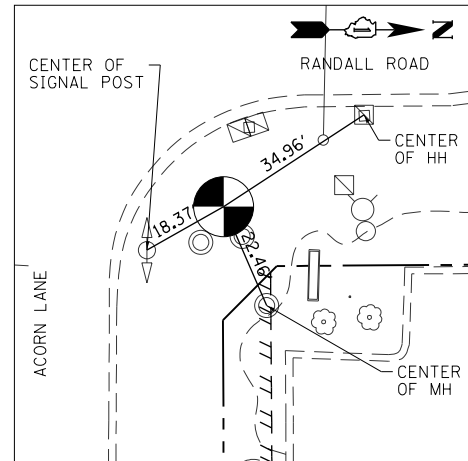 N
RANDALL ROAD
CENTER OF
SIGNAL POST
34.96'
CENTER
OF HH
18.37
22.46'
ACORN LANE
CENTER
OF MH